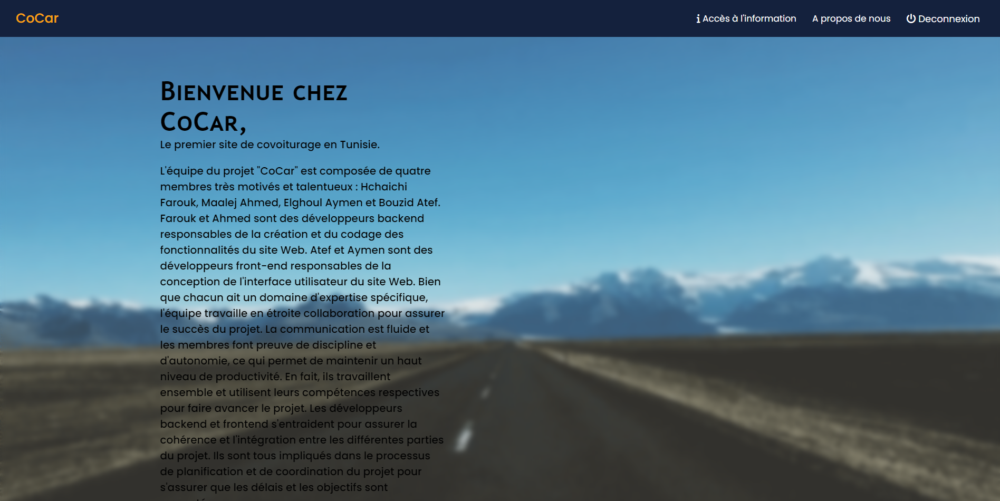 CoCar
Accès à l'information
A propos de nous
Deconnexion
Bienvenue chez
CoCar,
Le premier site de covoiturage en Tunisie.
L'équipe du projet "CoCar" est composée de quatre
membres très motivés et talentueux : Hchaichi
Farouk, Maalej Ahmed, Elghoul Aymen et Bouzid Atef.
Farouk et Ahmed sont des développeurs backend
responsables de la création et du codage des
fonctionnalités du site Web. Atef et Aymen sont des
développeurs front-end responsables de la
conception de l'interface utilisateur du site Web. Bien
que chacun ait un domaine d'expertise spécifique,
l'équipe travaille en étroite collaboration pour assurer
le succès du projet. La communication est fluide et
les membres font preuve de discipline et
d'autonomie, ce qui permet de maintenir un haut
niveau de productivité. En fait, ils travaillent
ensemble et utilisent leurs compétences respectives
pour faire avancer le projet. Les développeurs
backend et frontend s'entraident pour assurer la
cohérence et l'intégration entre les différentes parties
du projet. Ils sont tous impliqués dans le processus
de planification et de coordination du projet pour
s'assurer que les délais et les objectifs sont